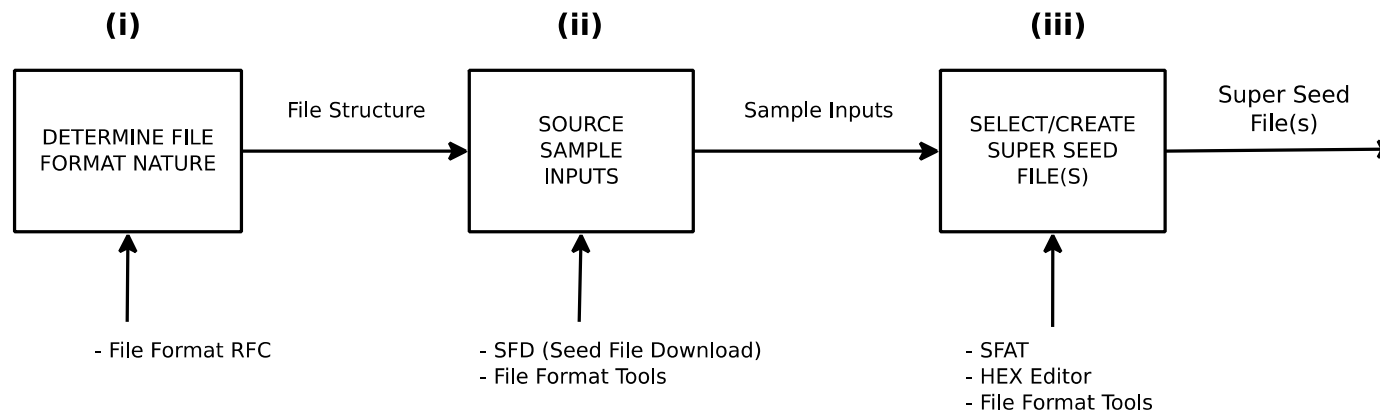 (i)
(ii)
(iii)
DETERMINE FILE
FORMAT NATURE
File Structure
SOURCE
SAMPLE
INPUTS
Sample Inputs
SELECT/CREATE
SUPER SEED
FILE(S)
Super Seed
File(s)
- File Format RFC
- SFD (Seed File Download)
- File Format Tools
- SFAT
- HEX Editor
- File Format Tools